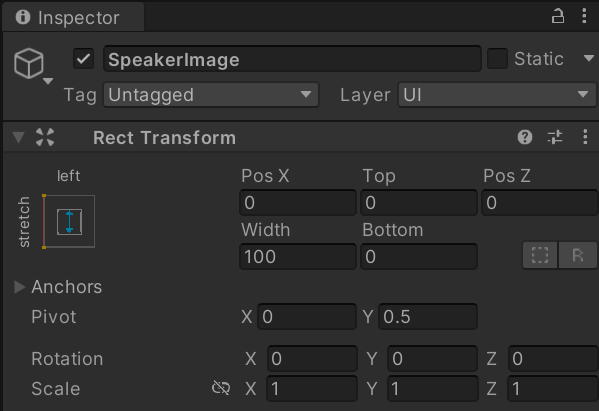 Inspector
SpeakerImage
Static
Tag Untagged Layer UI
Rect Transform
left
stretch
Pos X Top Pos Z
0 0 0
Width Bottom
100 0
R
Anchors
Pivot X 0 Y 0.5
Rotation X 0 Y 0 Z 0
Scale X 1 Y 1 Z 1